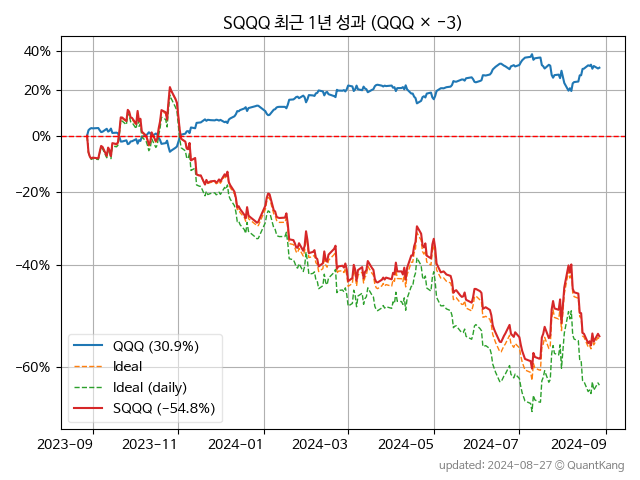 SQQQ 최근 1년 성과 (QQQ × −3)
40%
20%
0%
−20%
−40%
−60%
QQQ (30.9%)
Ideal
Ideal (daily)
SQQQ (−54.8%)
2023-09 2023-11 2024-01 2024-03 2024-05 2024-07 2024-09
updated: 2024-08-27 © QuantKang